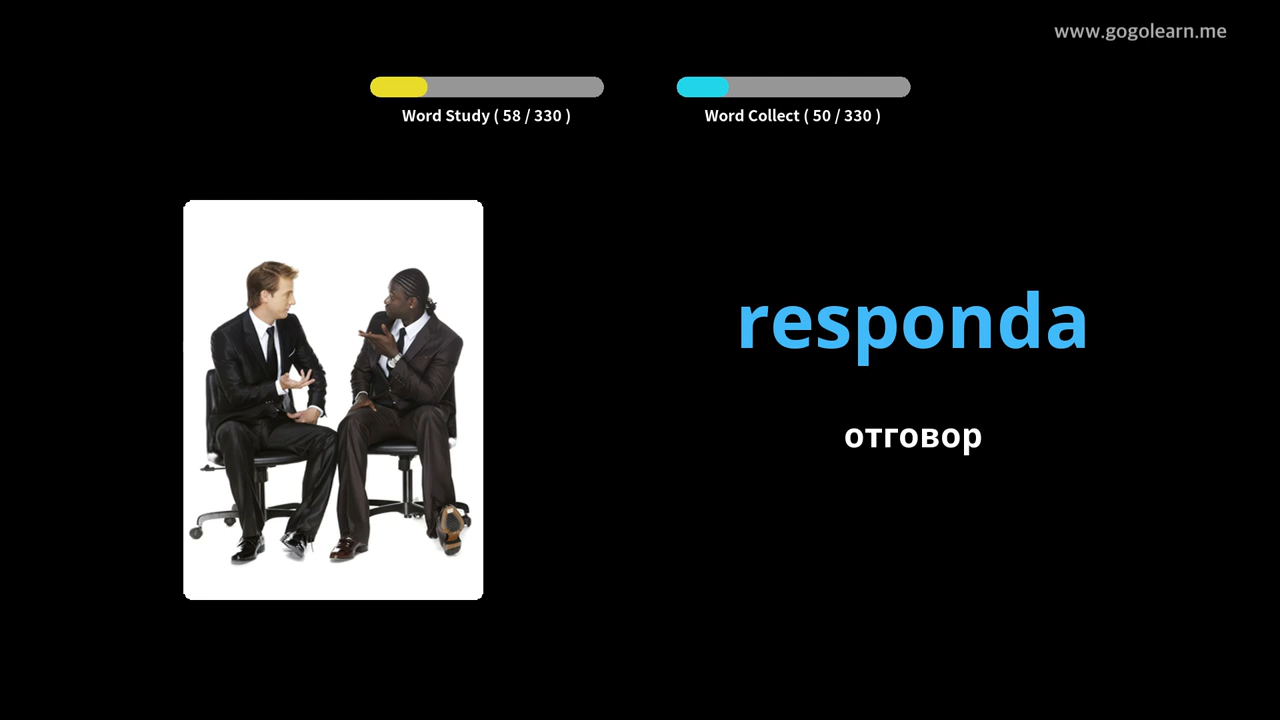 www.gogolearn.me
Word Study ( 58 / 330 )
Word Collect ( 50 / 330 )
responda
отговор